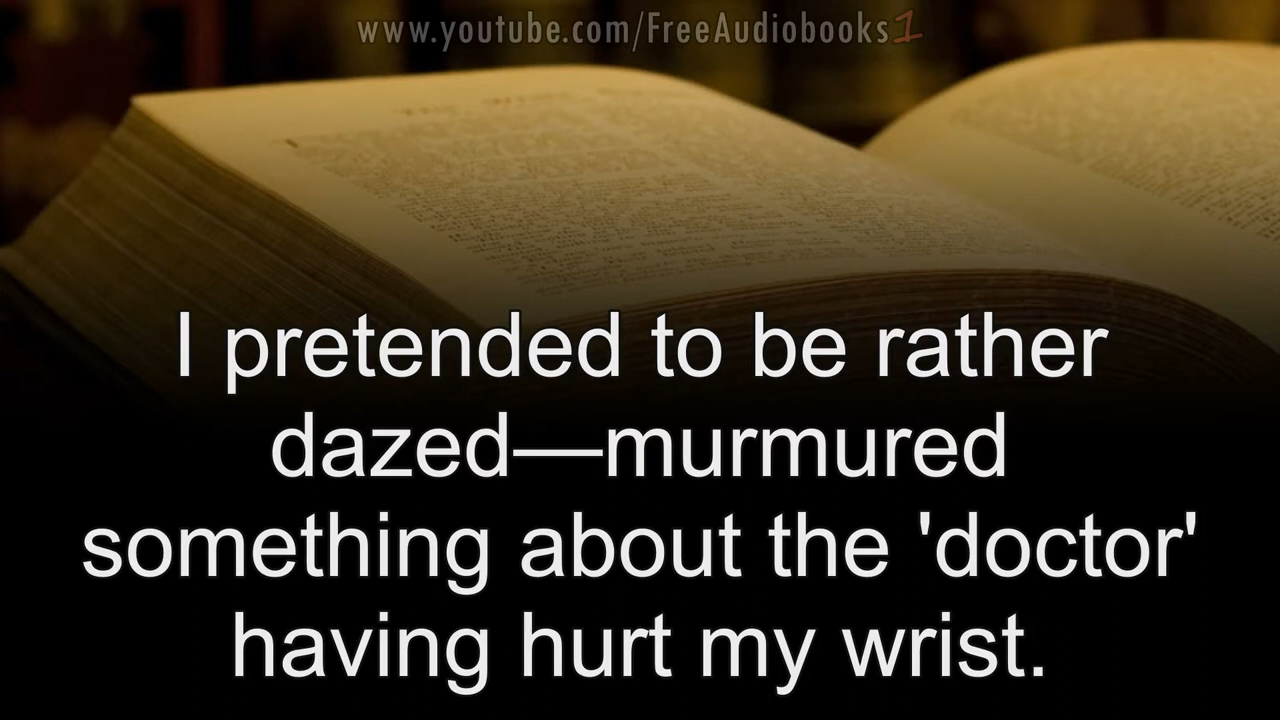 www.youtube.com/FreeAudiobooks1
I pretended to be rather
dazed—murmured
something about the 'doctor'
having hurt my wrist.